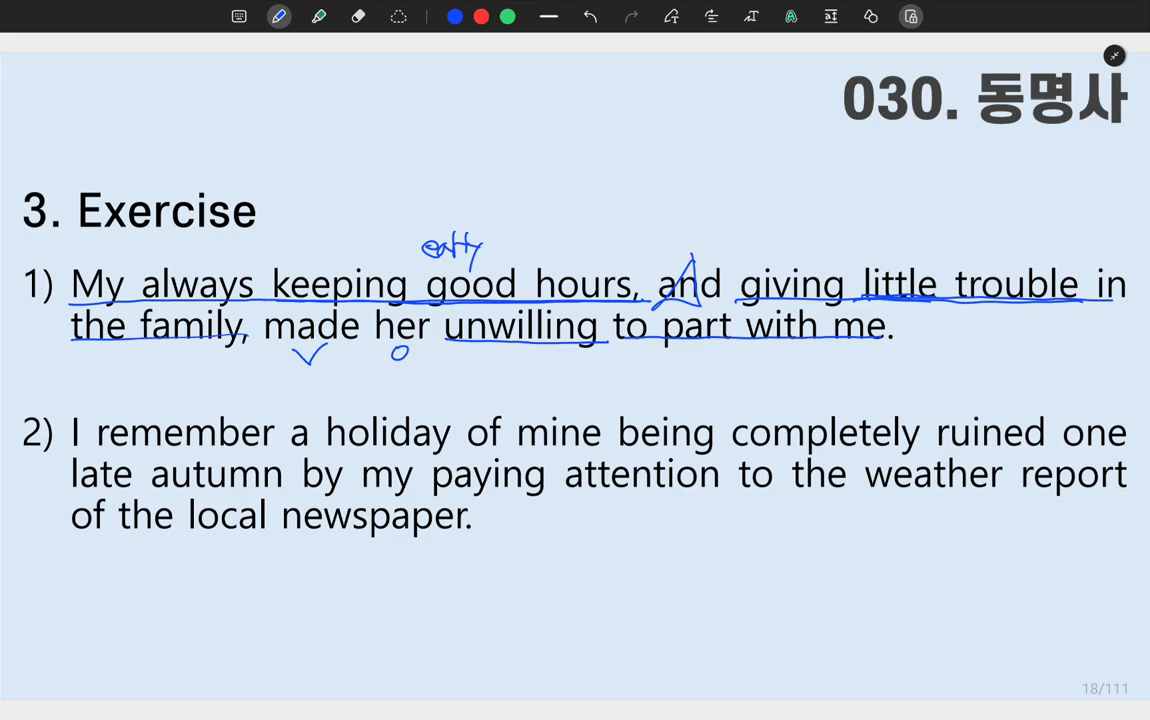 030. 동명사
3. Exercise
early
1) My always keeping good hours, and giving little trouble in
the family, made her unwilling to part with me.
2) I remember a holiday of mine being completely ruined one
late autumn by my paying attention to the weather report
of the local newspaper.
18/111